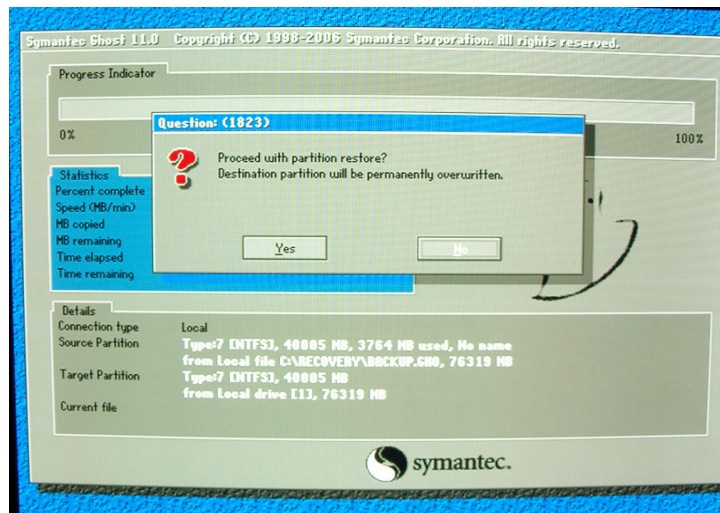 Symantec Ghost 11.0 Copyright (C) 1998-2006 Symantec Corporation. All rights reserved.
Progress Indicator
0%
100%
Question: (1823)
?
Proceed with partition restore?
Destination partition will be permanently overwritten.
Yes
No
Statistics
Percent complete
Speed (MB/min)
MB copied
MB remaining
Time elapsed
Time remaining
Details
Connection type Local
Source Partition Type:7 [NTFS], 40005 MB, 3764 MB used, No name
from Local file C:\RECOVERY\BACKUP.GHO, 76319 MB
Target Partition Type:7 [NTFS], 40005 MB
from Local drive [1], 76319 MB
Current file
symantec.